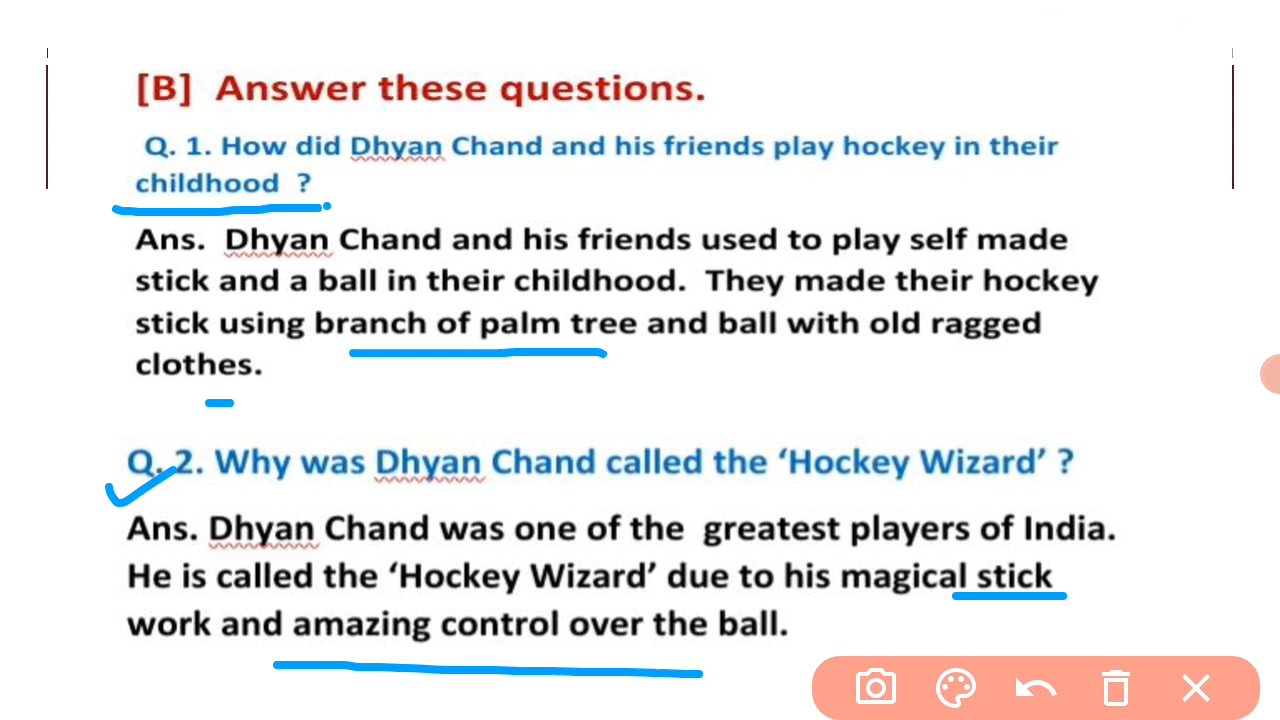 [B] Answer these questions.
Q. 1. How did Dhyan Chand and his friends play hockey in their
childhood ?
Ans. Dhyan Chand and his friends used to play self made
stick and a ball in their childhood. They made their hockey
stick using branch of palm tree and ball with old ragged
clothes.
Q. 2. Why was Dhyan Chand called the ‘Hockey Wizard’ ?
Ans. Dhyan Chand was one of the greatest players of India.
He is called the ‘Hockey Wizard’ due to his magical stick
work and amazing control over the ball.